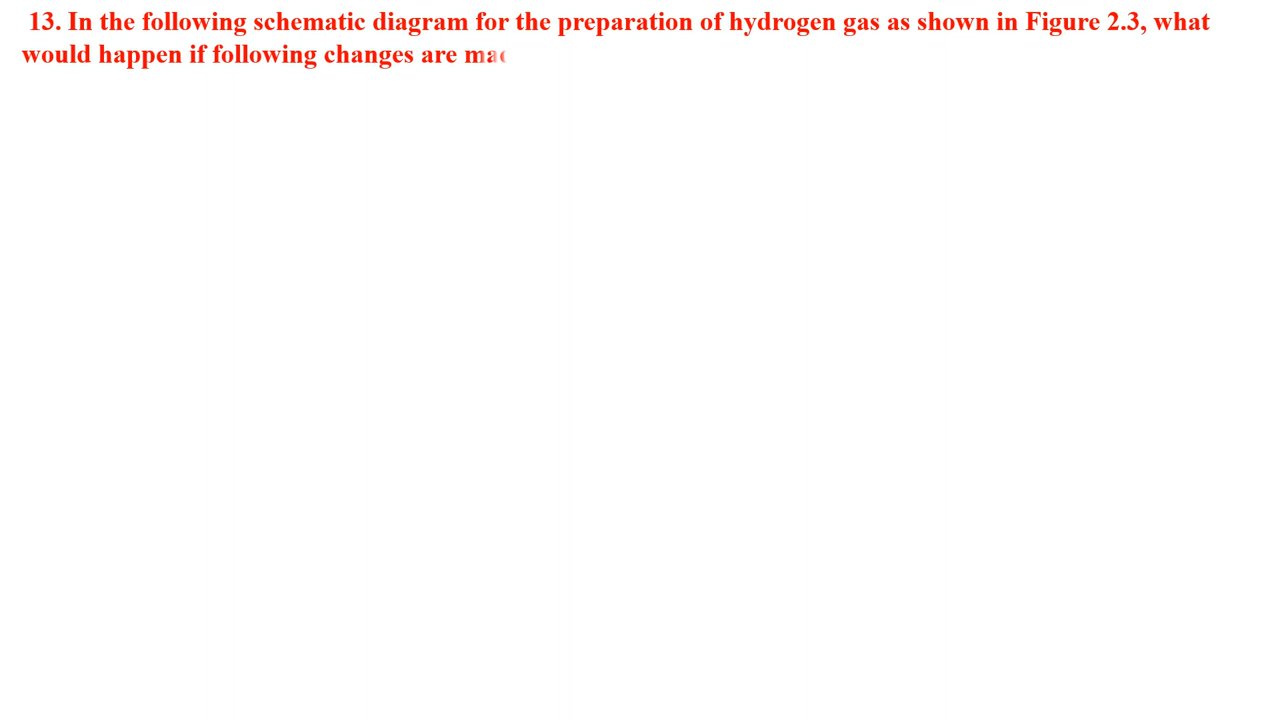 13. In the following schematic diagram for the preparation of hydrogen gas as shown in Figure 2.3, what
would happen if following changes are